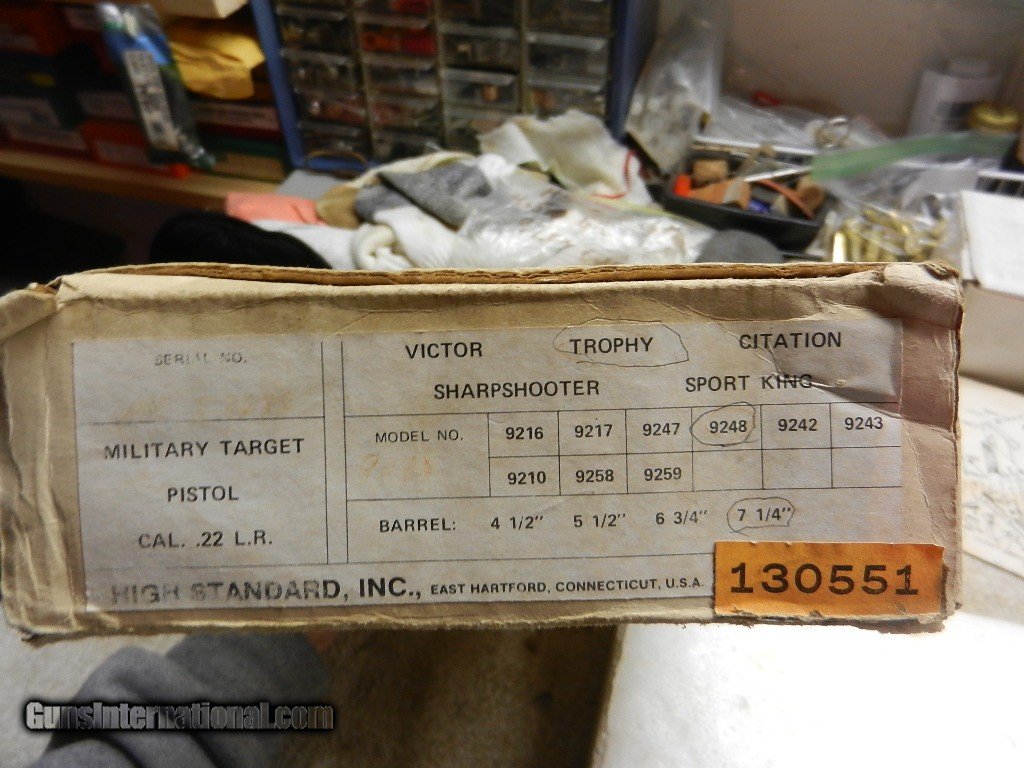 SERIAL NO.
MILITARY TARGET
PISTOL
CAL. .22 L.R.
VICTOR TROPHY CITATION
SHARPSHOOTER SPORT KING
MODEL NO. 9216 9217 9247 9248 9242 9243
9210 9258 9259
BARREL: 4 1/2" 5 1/2" 6 3/4" 7 1/4"
HIGH STANDARD, INC., EAST HARTFORD, CONNECTICUT, U.S.A.
130551
GunsInternational.com